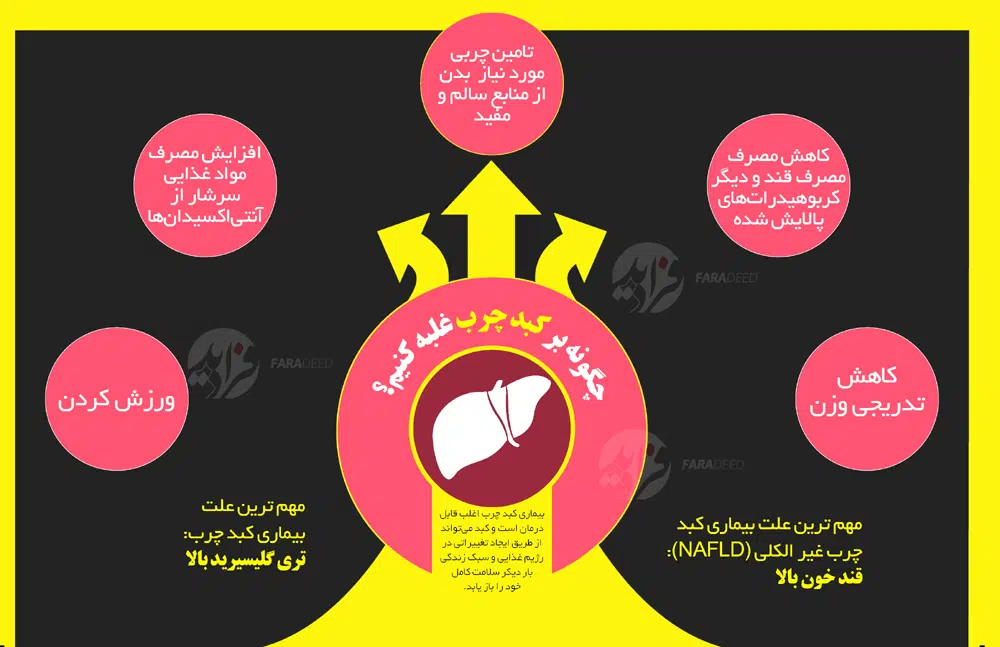 تامین چربی
مورد نیاز بدن
از منابع سالم و
مفید
کاهش مصرف
مصرف قند و دیگر
کربوهیدرات‌های
پالایش شده
افزایش مصرف
مواد غذایی
سرشار از
آنتی‌اکسیدان‌ها
کاهش
تدریجی وزن
ورزش کردن
چگونه بر کبد چرب غلبه کنیم؟
فرادید
FARADEED
فرادید
FARADEED
فرادید
FARADEED
بیماری کبد چرب اغلب قابل
درمان است و کبد می‌تواند
از طریق ایجاد تغییراتی در
رژیم غذایی و سبک زندگی
بار دیگر سلامت کامل
خود را باز یابد.
مهم ترین علت بیماری کبد
چرب غیر الکلی (NAFLD):
قند خون بالا
مهم ترین علت
بیماری کبد چرب:
تری گلیسیرید بالا